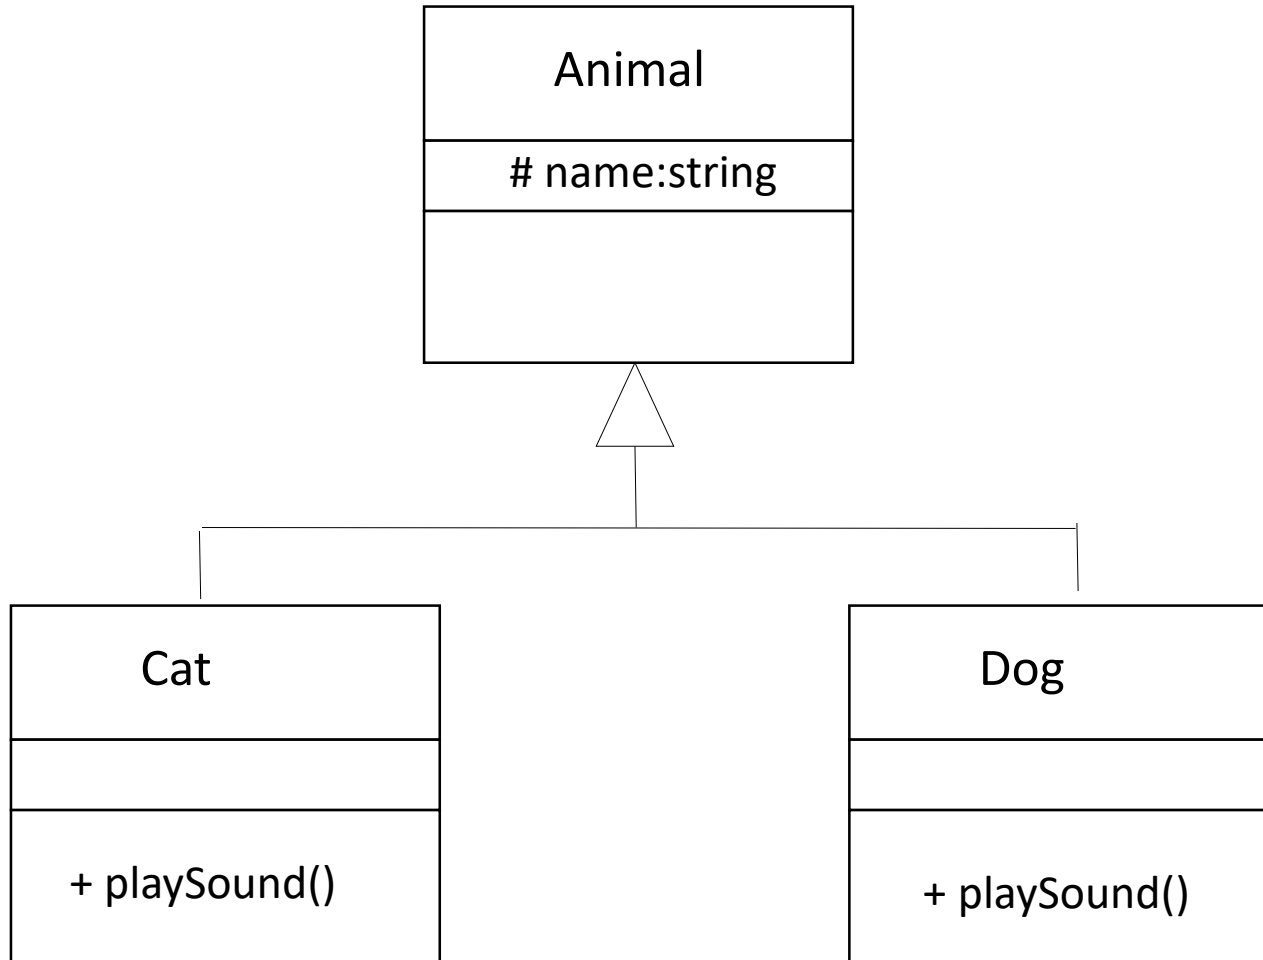 Animal
# name:string
Cat
Dog
+ playSound()
+ playSound()